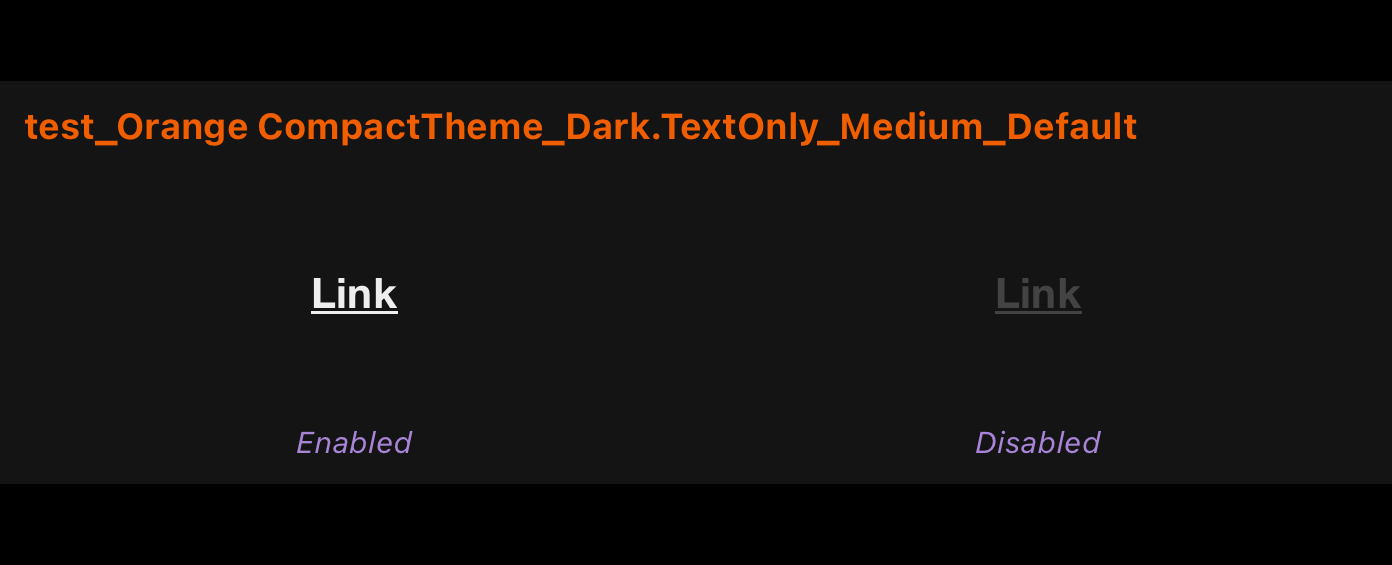 test_Orange CompactTheme_Dark.TextOnly_Medium_Default
Link
Link
Enabled
Disabled